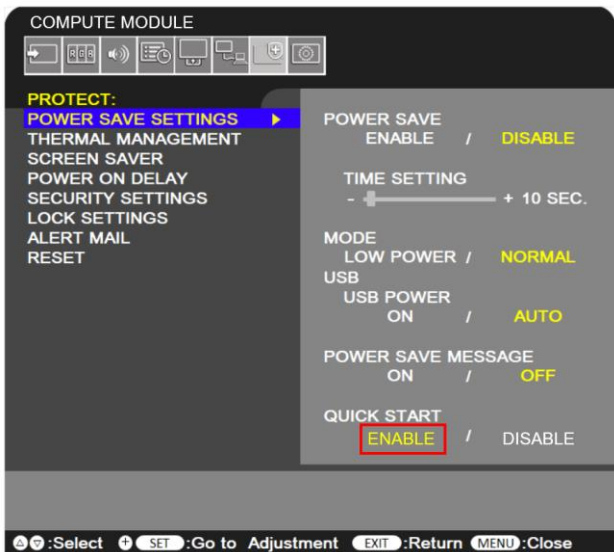 COMPUTE MODULE
RGB
PROTECT:
POWER SAVE SETTINGS
THERMAL MANAGEMENT
SCREEN SAVER
POWER ON DELAY
SECURITY SETTINGS
LOCK SETTINGS
ALERT MAIL
RESET
POWER SAVE
ENABLE / DISABLE
TIME SETTING
- + 10 SEC.
MODE
LOW POWER / NORMAL
USB
USB POWER
ON / AUTO
POWER SAVE MESSAGE
ON / OFF
QUICK START
ENABLE / DISABLE
:Select SET :Go to Adjustment EXIT :Return MENU :Close